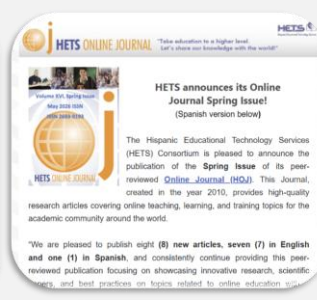 HETS ONLINE JOURNAL
"Take education to a higher level.
Let's share our knowledge with the world!"
HETS
Volume XVI, Spring Issue
HETS ONLINE JOURNAL
HETS announces its Online
Journal Spring Issue!
(Spanish version below)
The Hispanic Educational Technology Services
(HETS) Consortium is pleased to announce the
publication of the Spring Issue of its peer-
reviewed Online Journal (HOJ). This Journal,
created in the year 2010, provides high-quality
research articles covering online teaching, learning, and training topics for the
academic community around the world.
"We are pleased to publish eight (8) new articles, seven (7) in English
and one (1) in Spanish, and consistently continue providing this peer-
reviewed publication focusing on showcasing innovative research, scientific
papers, and best practices on topics related to online education